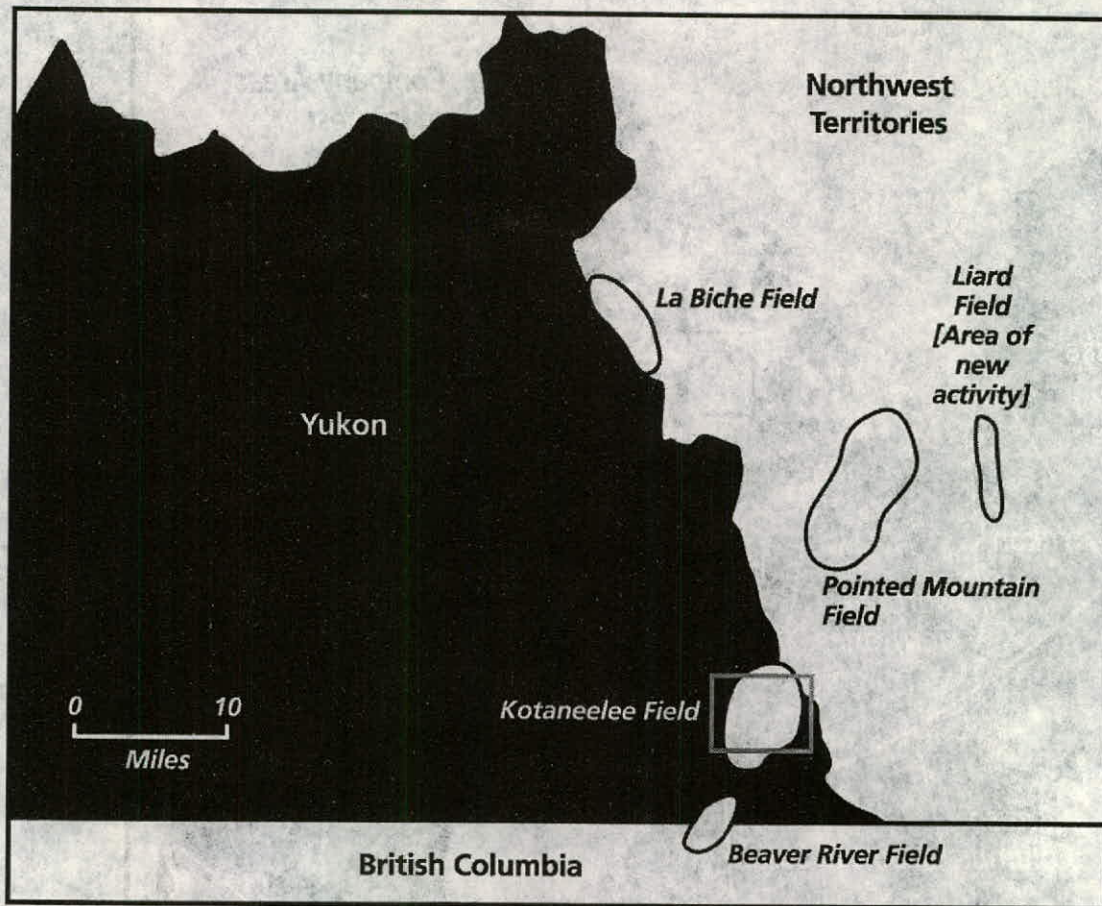 Northwest
Territories
La Biche Field
Liard
Field
[Area of
new
activity]
Yukon
Pointed Mountain
Field
Kotaneelee Field
0 10
Miles
Beaver River Field
British Columbia